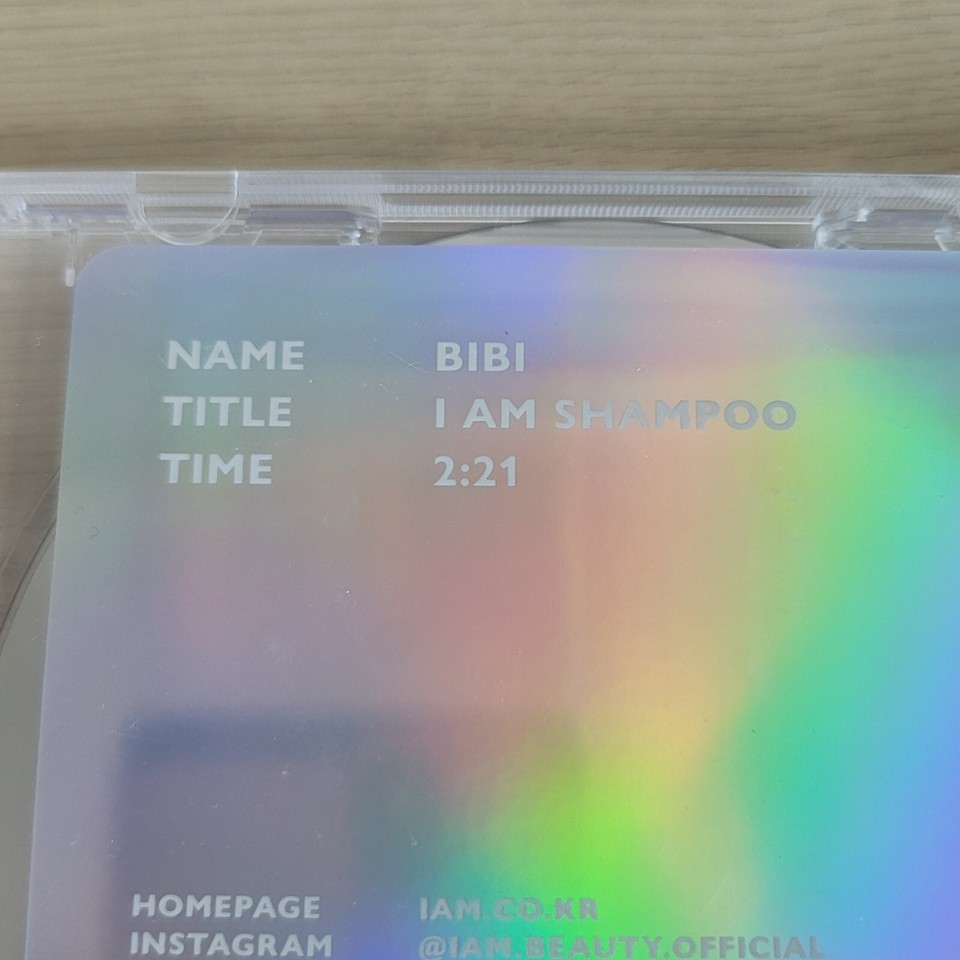 NAME BIBI
TITLE I AM SHAMPOO
TIME 2:21
HOMEPAGE IAM.CO.KR
INSTAGRAM @IAM.BEAUTY.OFFICIAL